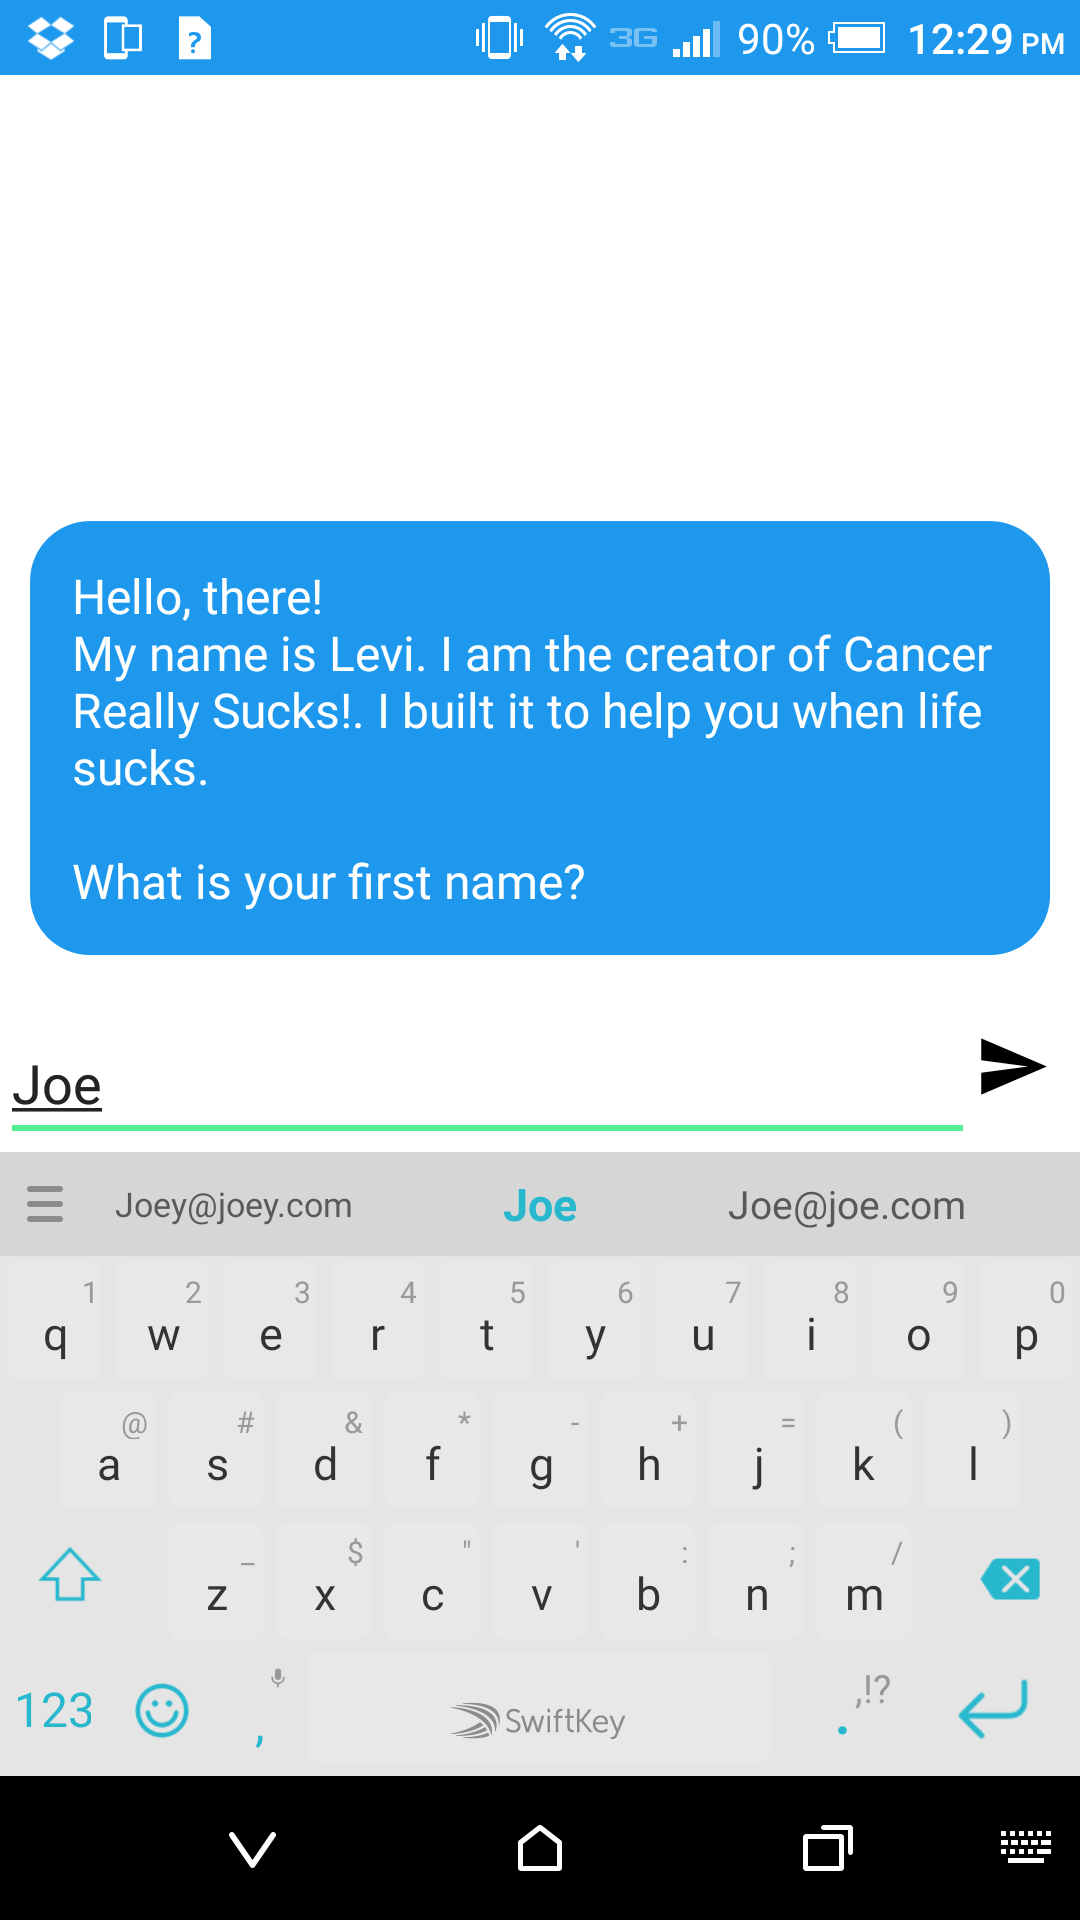 ? 3G 90% 12:29 PM
Hello, there!
My name is Levi. I am the creator of Cancer
Really Sucks!. I built it to help you when life
sucks.
What is your first name?
Joe
Joey@joey.com Joe Joe@joe.com
1 2 3 4 5 6 7 8 9 0
q w e r t y u i o p
@ # & * - + = ( )
a s d f g h j k l
_ $ " ' : ; /
z x c v b n m
123 , SwiftKey . ,!?